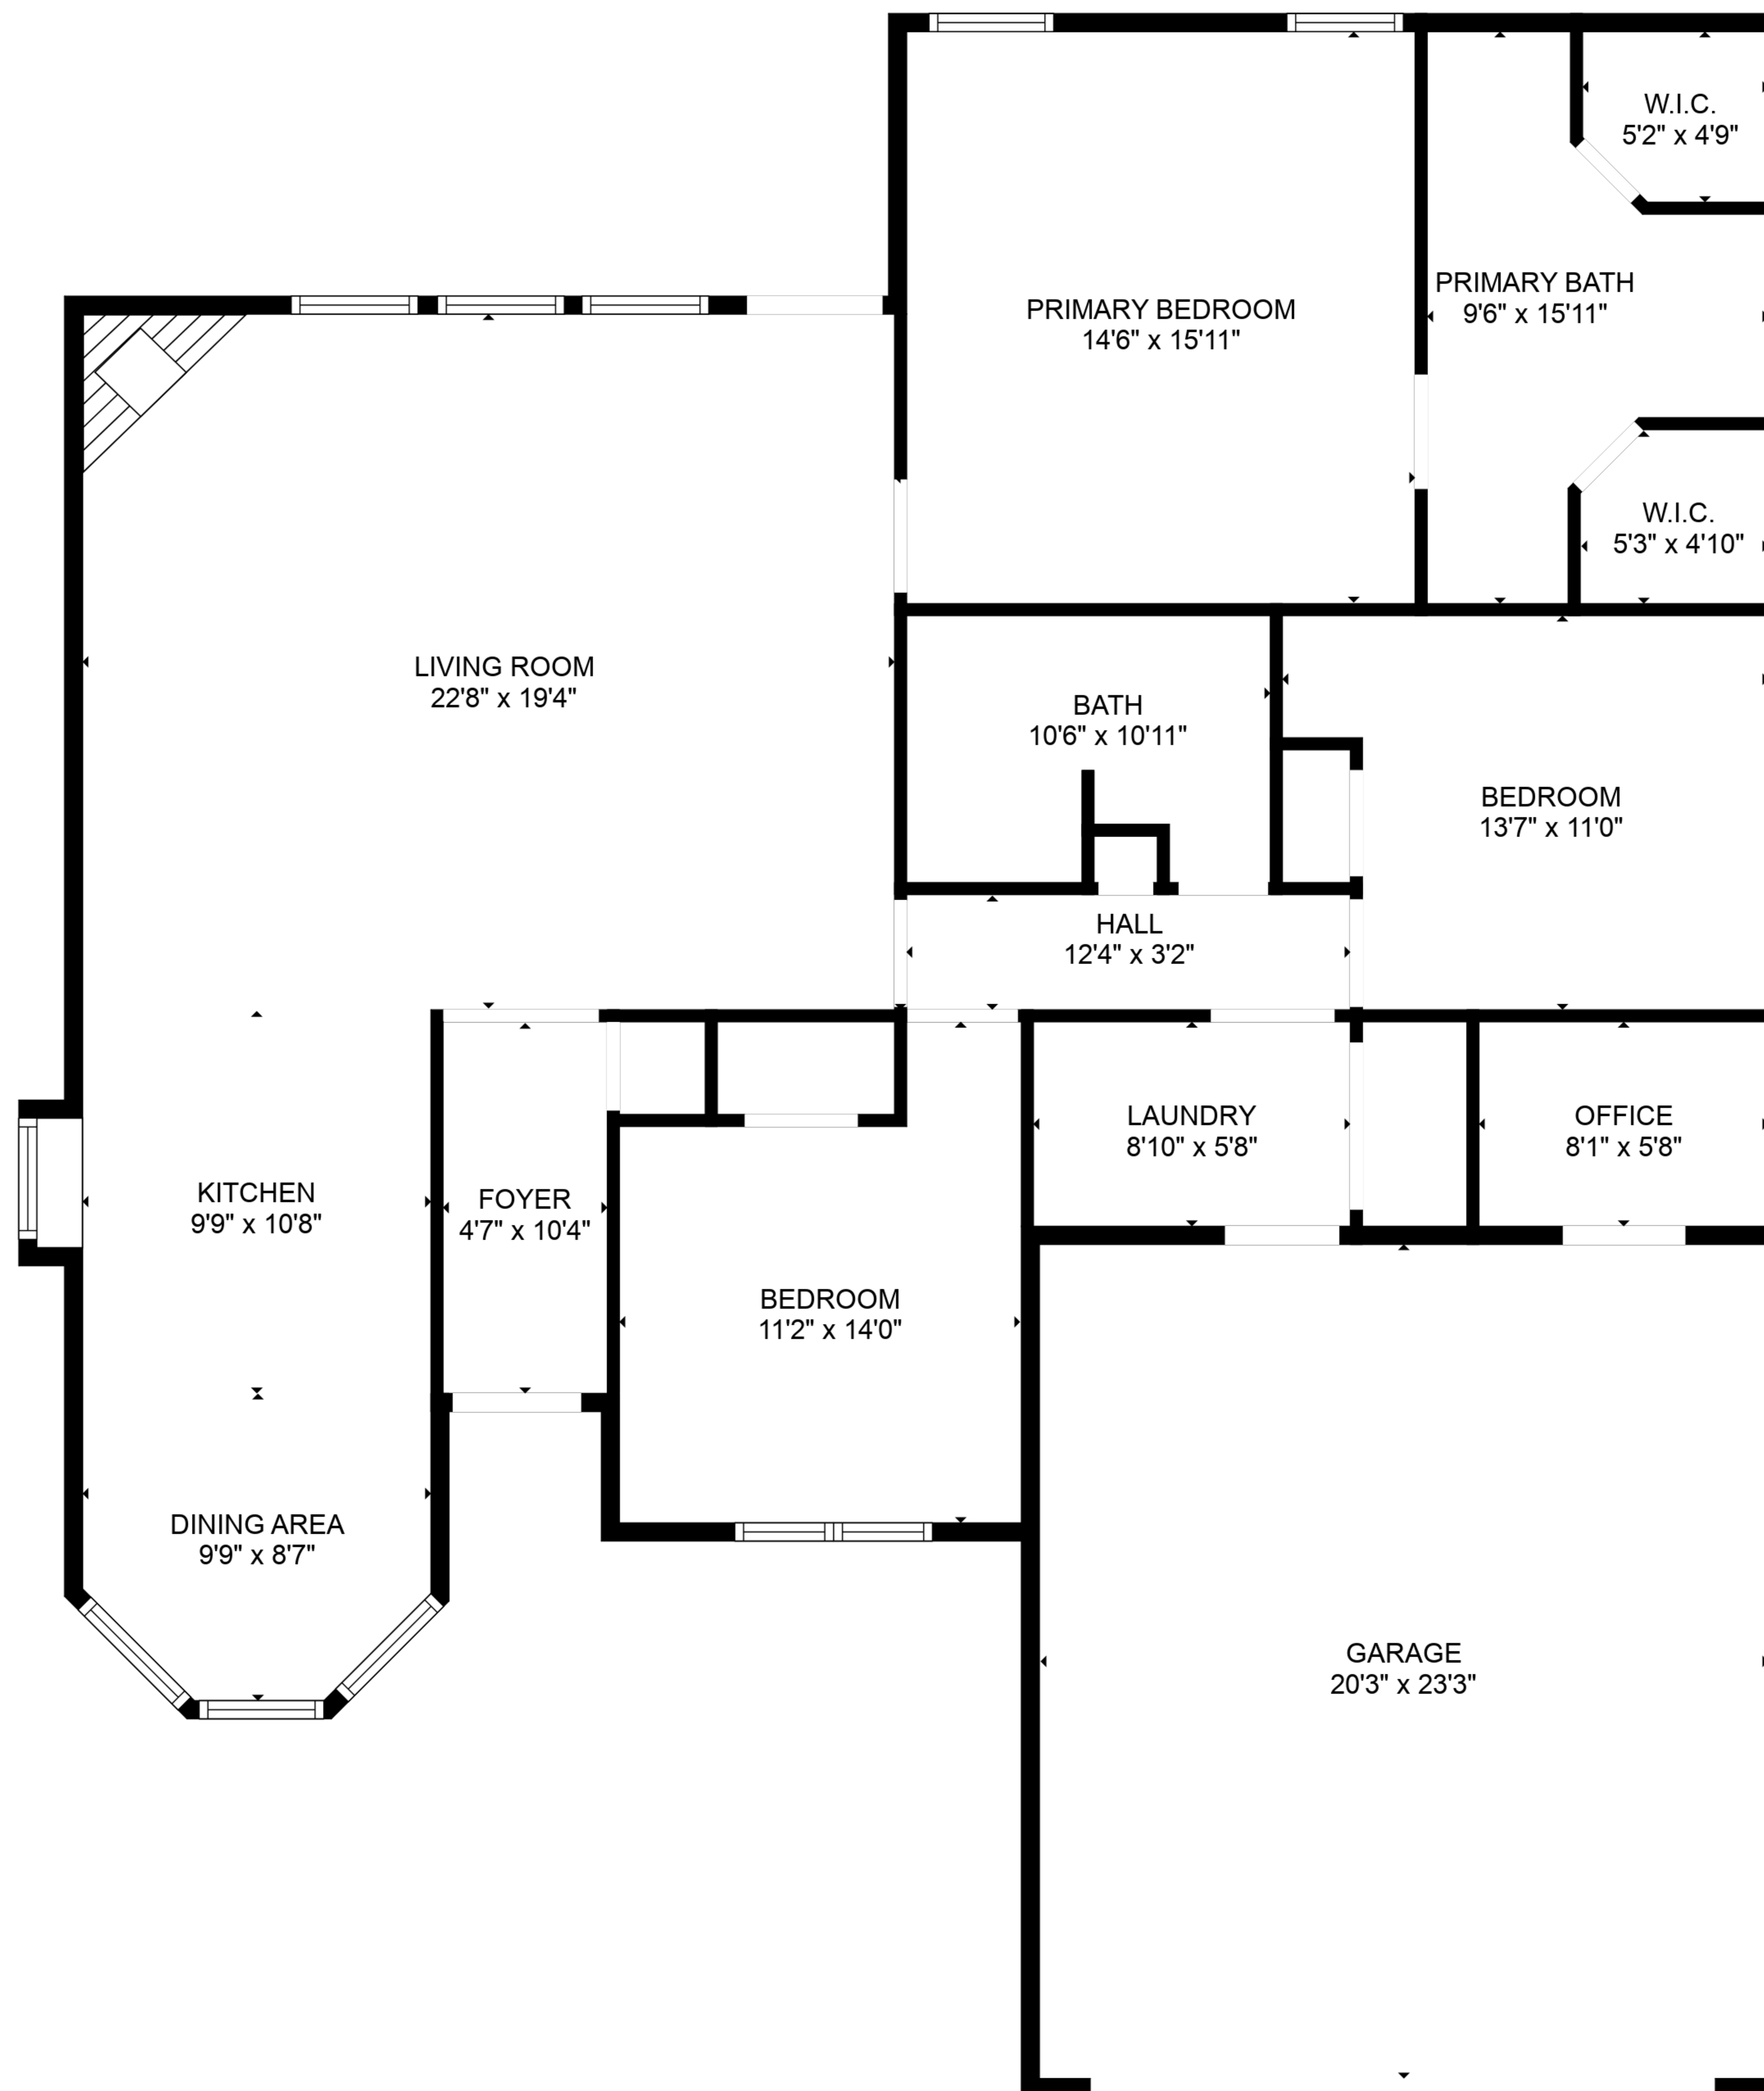 W.I.C.
5'2" x 4'9"
PRIMARY BATH
9'6" x 15'11"
PRIMARY BEDROOM
14'6" x 15'11"
W.I.C.
5'3" x 4'10"
LIVING ROOM
22'8" x 19'4"
BATH
10'6" x 10'11"
BEDROOM
13'7" x 11'0"
HALL
12'4" x 3'2"
LAUNDRY
8'10" x 5'8"
OFFICE
8'1" x 5'8"
KITCHEN
9'9" x 10'8"
FOYER
4'7" x 10'4"
BEDROOM
11'2" x 14'0"
DINING AREA
9'9" x 8'7"
GARAGE
20'3" x 23'3"